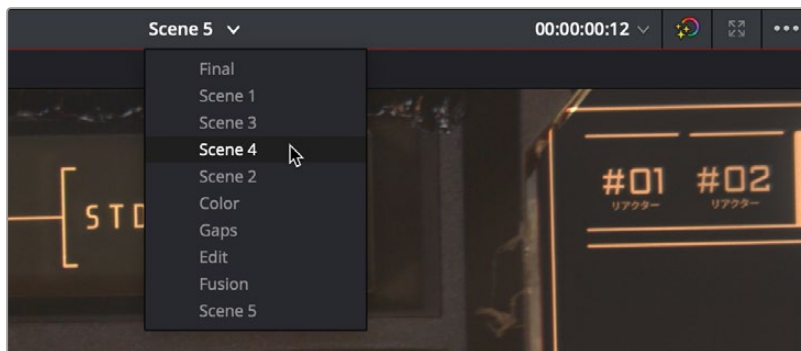 Scene 5
00:00:00:12
Final
Scene 1
Scene 3
Scene 4
Scene 2
Color
Gaps
Edit
Fusion
Scene 5
STD
#01 #02
リアクター リアクター